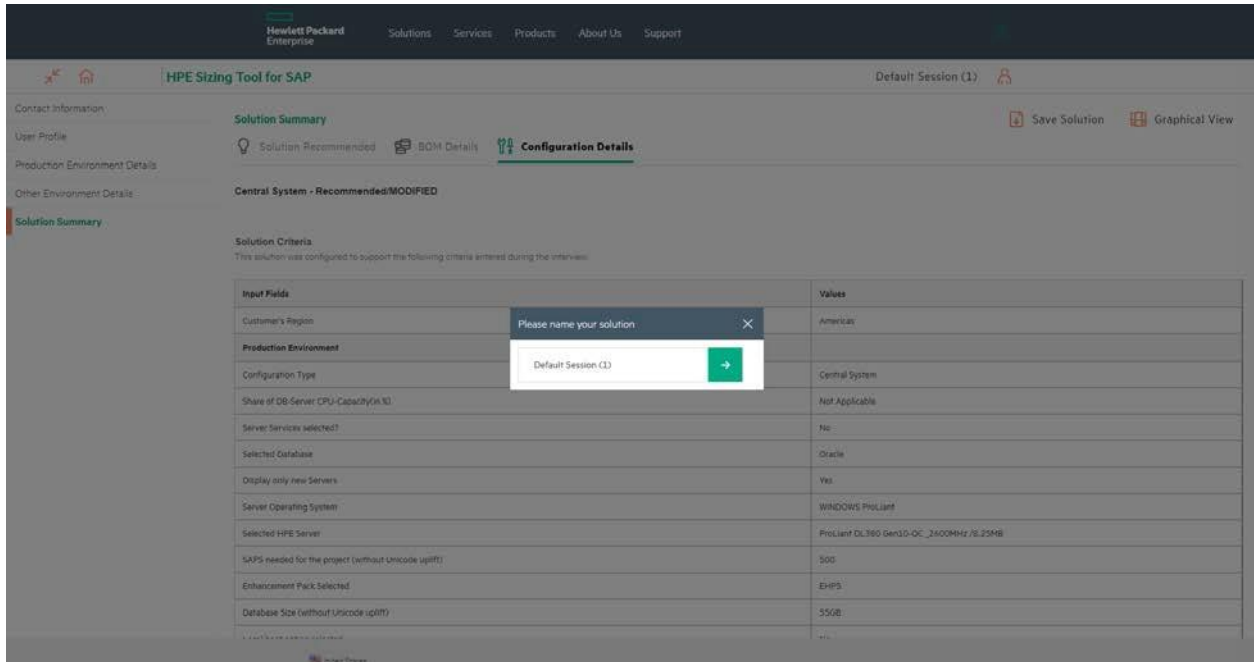 Hewlett Packard
Enterprise
Solutions Services Products About Us Support
HPE Sizing Tool for SAP
Default Session (1)
Contact Information
User Profile
Production Environment Details
Other Environment Details
Solution Summary
Solution Summary
Save Solution Graphical View
Solution Recommended BOM Details Configuration Details
Central System - Recommended/MODIFIED
Solution Criteria
This solution was configured to support the following criteria entered during the interview.
Input Fields Values
Customer's Region Americas
Please name your solution
Default Session (1)
Production Environment
Configuration Type Central System
Share of DB-Server CPU-Capacity(in %) Not Applicable
Server Services selected? No
Selected Database Oracle
Display only new Servers Yes
Server Operating System WINDOWS ProLiant
Selected HPE Server ProLiant DL380 Gen10-OC_2600MHz /8.25MB
SAPS needed for the project (without Unicode uplift) 500
Enhancement Pack Selected EHP5
Database Size (without Unicode uplift) 55GB